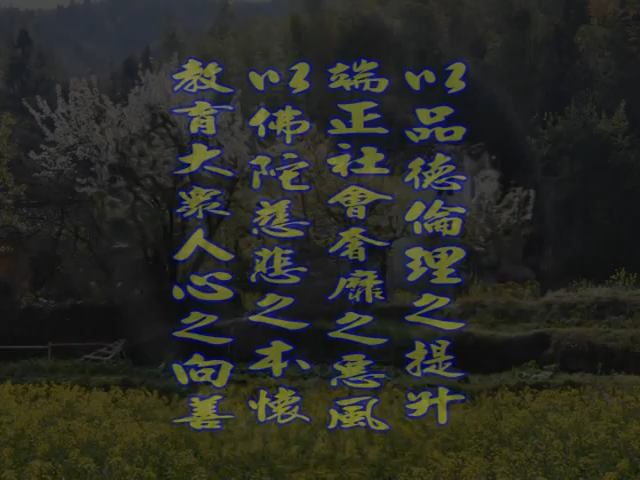 以品德倫理之提升
端正社會奢靡之惡風
以佛陀慈悲之本懷
教育大眾人心之向善